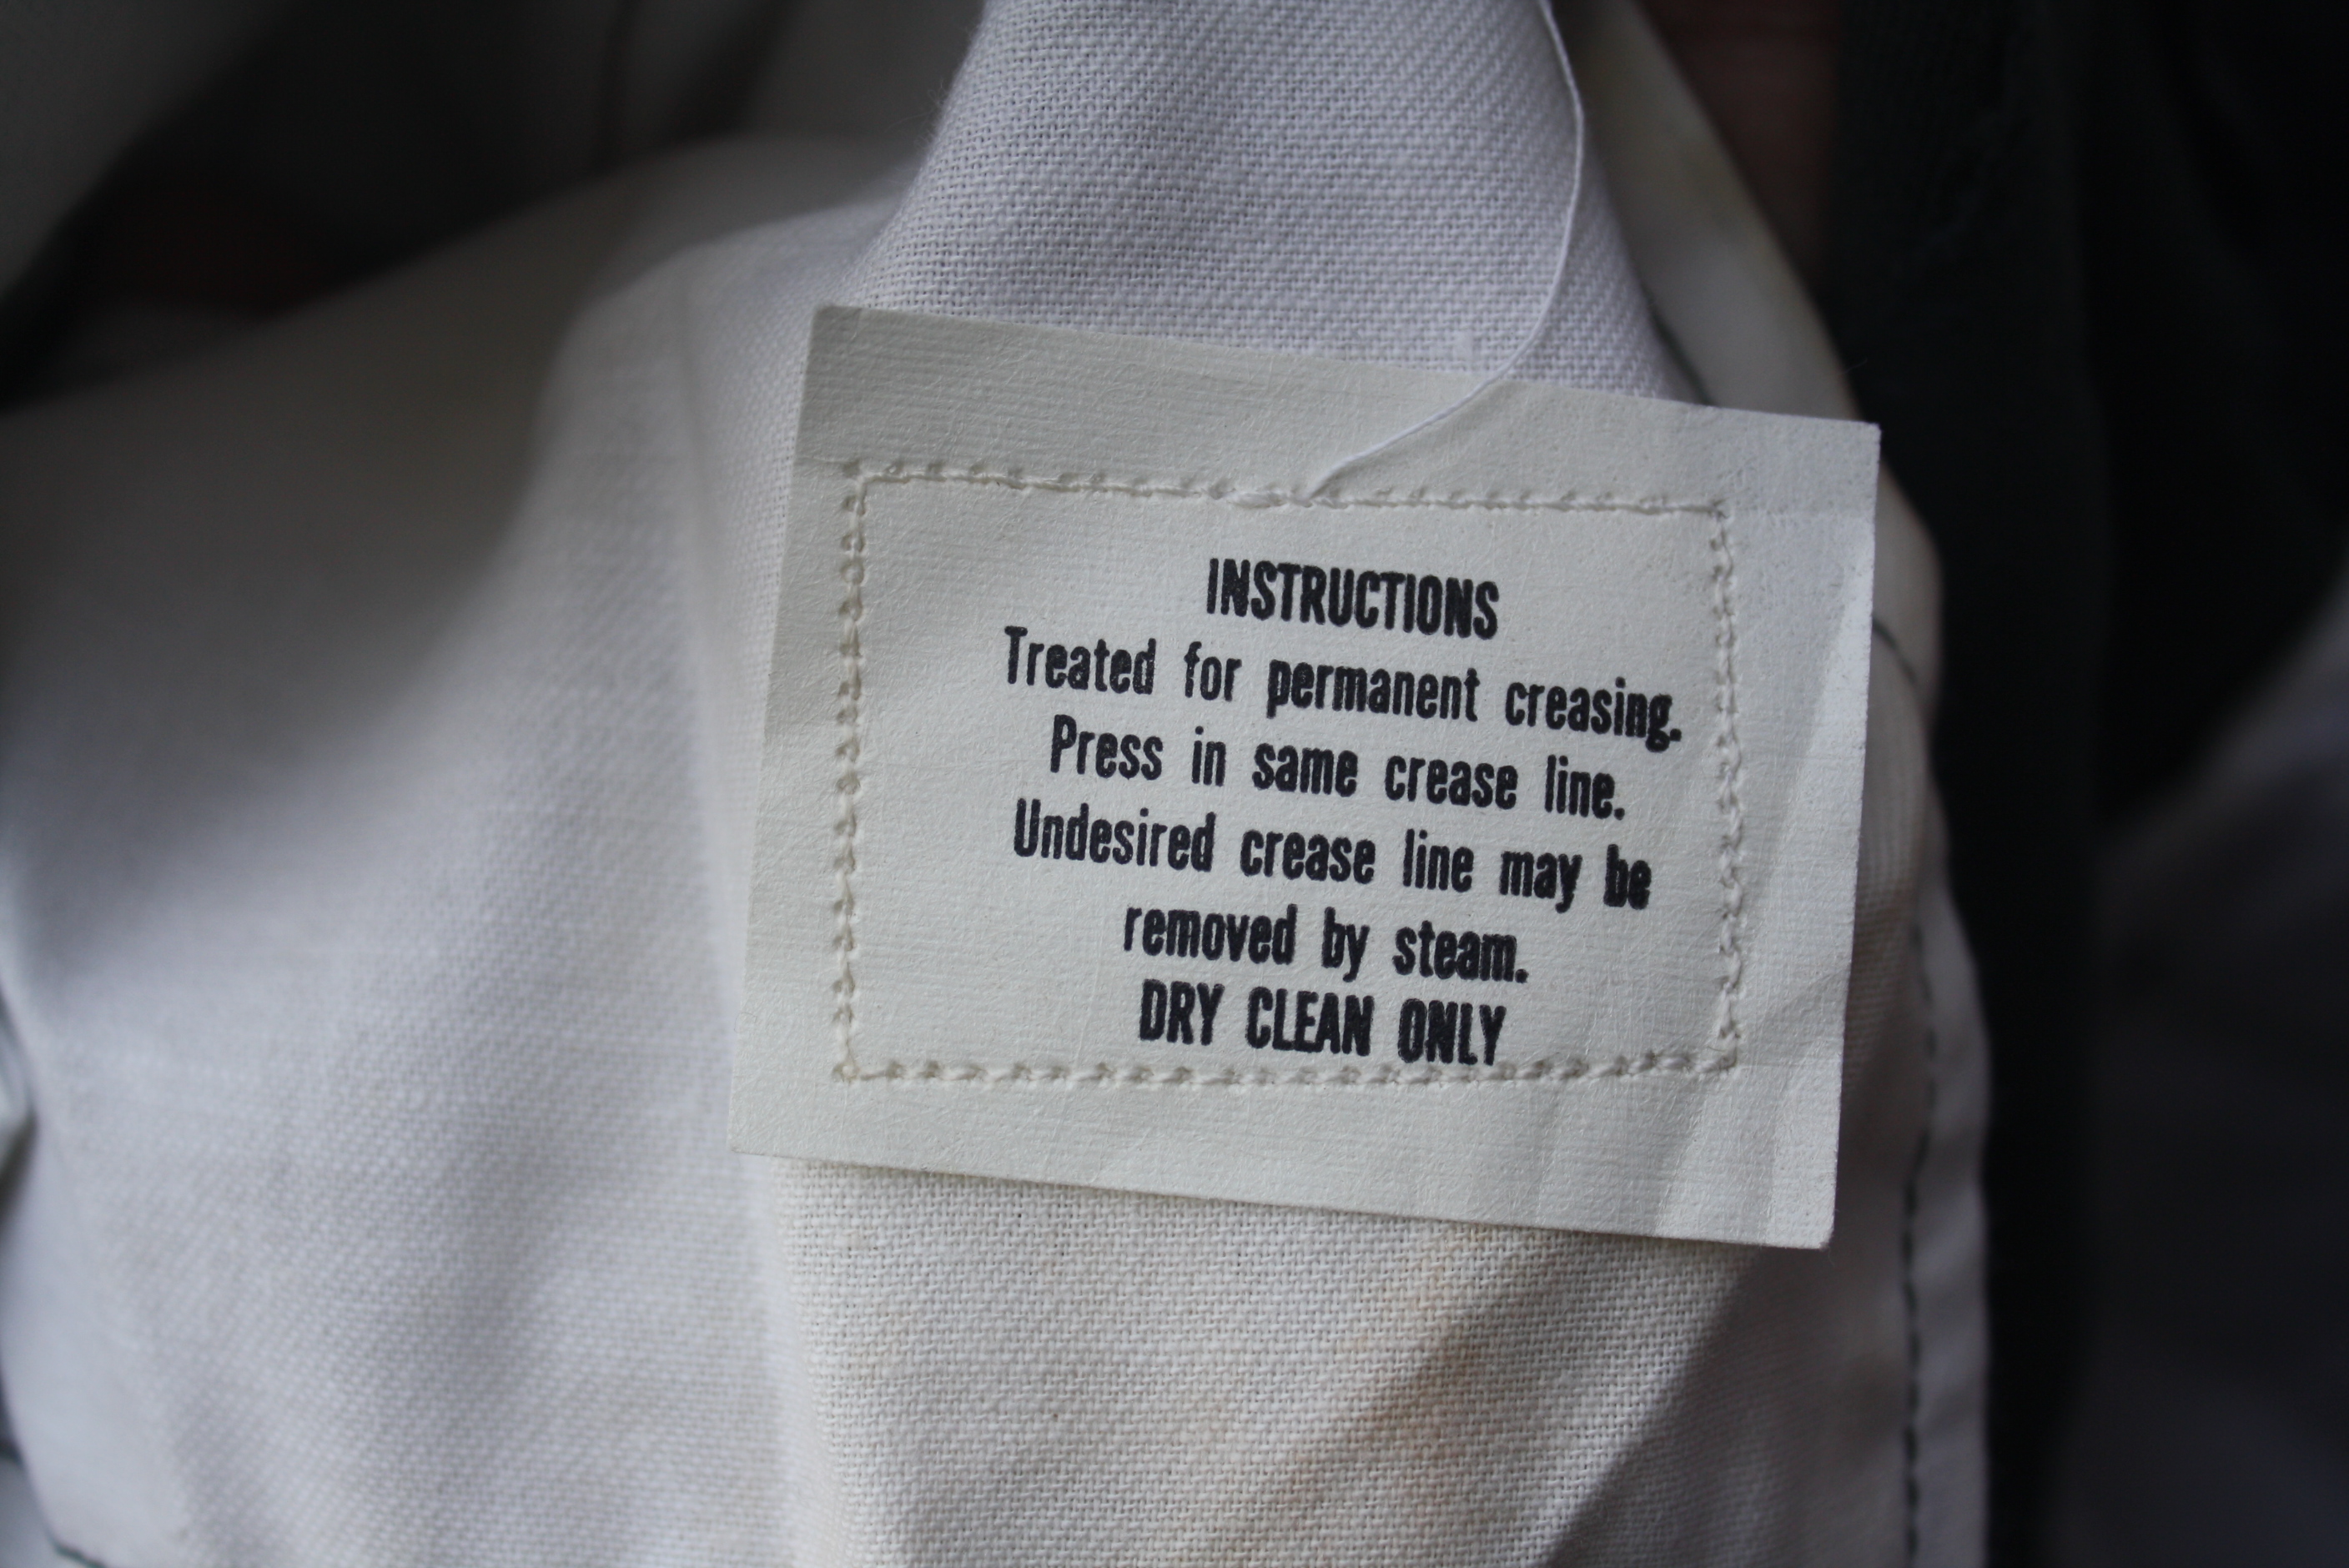 INSTRUCTIONS
Treated for permanent creasing.
Press in same crease line.
Undesired crease line may be
removed by steam.
DRY CLEAN ONLY